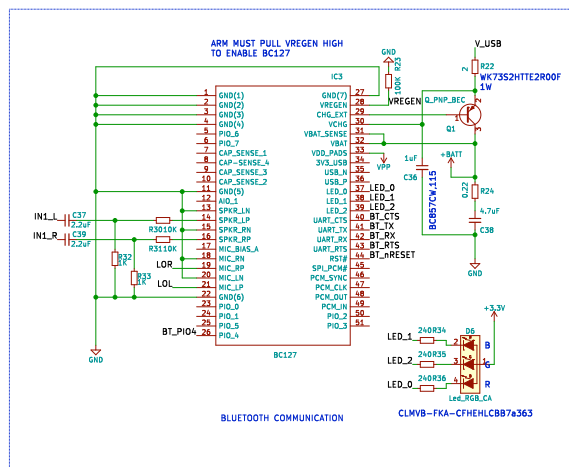 ARM MUST PULL VREGEN HIGH
TO ENABLE BC127
GND
R23
100K
VREGEN
V_USB
R22
2
WK73S2HTTE2R00F
1W
Q_PNP_BEC
Q1
1
2
3
IC3
1 GND(1)
2 GND(2)
3 GND(3)
4 GND(4)
5 PIO_6
6 PIO_7
7 CAP_SENSE_1
8 CAP-SENSE_4
9 CAP_SENSE_3
10 CAP_SENSE_2
11 GND(5)
12 AIO_1
13 SPKR_LN
14 SPKR_LP
15 SPKR_RN
16 SPKR_RP
17 MIC_BIAS_A
18 MIC_RN
19 MIC_RP
20 MIC_LN
21 MIC_LP
22 GND(6)
23 PIO_0
24 PIO_1
25 PIO_5
26 PIO_4
GND(7) 27
VREGEN 28
CHG_EXT 29
VCHG 30
VBAT_SENSE 31
VBAT 32
VDD_PADS 33
3V3_USB 34
USB_N 35
USB_P 36
LED_0 37
LED_1 38
LED_2 39
UART_CTS 40
UART_TX 41
UART_RX 42
UART_RTS 43
RST# 44
SPI_PCM# 45
PCM_SYNC 46
PCM_CLK 47
PCM_OUT 48
PCM_IN 49
PIO_2 50
PIO_3 51
BC127
LED_0
LED_1
LED_2
BT_CTS
BT_TX
BT_RX
BT_RTS
BT_nRESET
VPP
1uF
C36
BC857CW,115
+BATT
0.22
R24
4.7uF
C38
GND
IN1_L
C37
2.2uF
IN1_R
C39
2.2uF
R30 10K
R31 10K
R32
1K
R33
1K
LOR
LOL
BT_PIO4
GND
+3.3V
D6
LED_1
240 R34
2
B
LED_2
240 R35
3
G
1
LED_0
240 R36
4
R
Led_RGB_CA
CLMVB-FKA-CFHEHLCBB7a363
BLUETOOTH COMMUNICATION